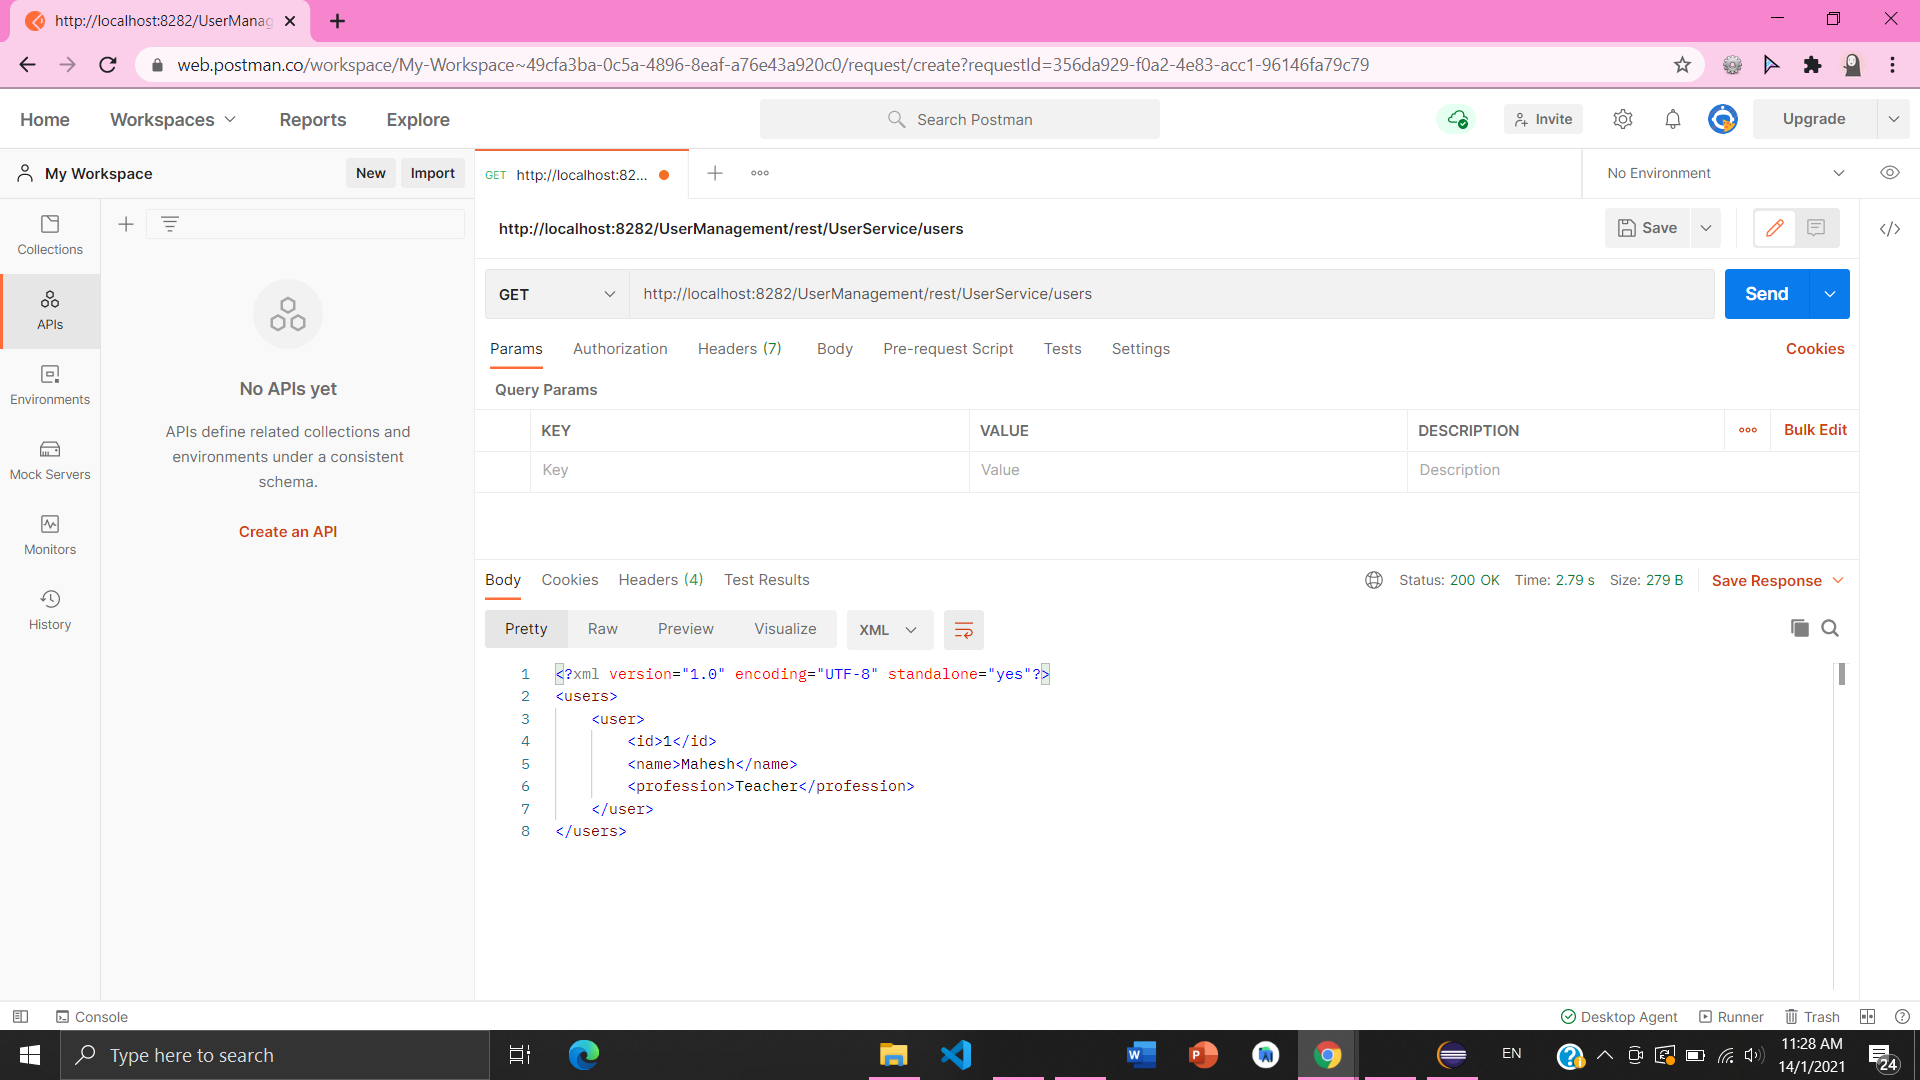 http://localhost:8282/UserManag
web.postman.co/workspace/My-Workspace~49cfa3ba-0c5a-4896-8eaf-a76e43a920c0/request/create?requestId=356da929-f0a2-4e83-acc1-96146fa79c79
Home Workspaces Reports Explore Search Postman Invite Upgrade
My Workspace New Import GET http://localhost:82... No Environment
http://localhost:8282/UserManagement/rest/UserService/users Save
Collections
GET http://localhost:8282/UserManagement/rest/UserService/users Send
APIs
Params Authorization Headers (7) Body Pre-request Script Tests Settings Cookies
No APIs yet
Query Params
Environments
APIs define related collections and
environments under a consistent
schema.
KEY VALUE DESCRIPTION Bulk Edit
Key Value Description
Mock Servers
Create an API
Monitors
Body Cookies Headers (4) Test Results Status: 200 OK Time: 2.79 s Size: 279 B Save Response
History
Pretty Raw Preview Visualize XML
1 <?xml version="1.0" encoding="UTF-8" standalone="yes"?>
2 <users>
3 <user>
4 <id>1</id>
5 <name>Mahesh</name>
6 <profession>Teacher</profession>
7 </user>
8 </users>
Console Desktop Agent Runner Trash
Type here to search EN 11:28 AM
14/1/2021 24